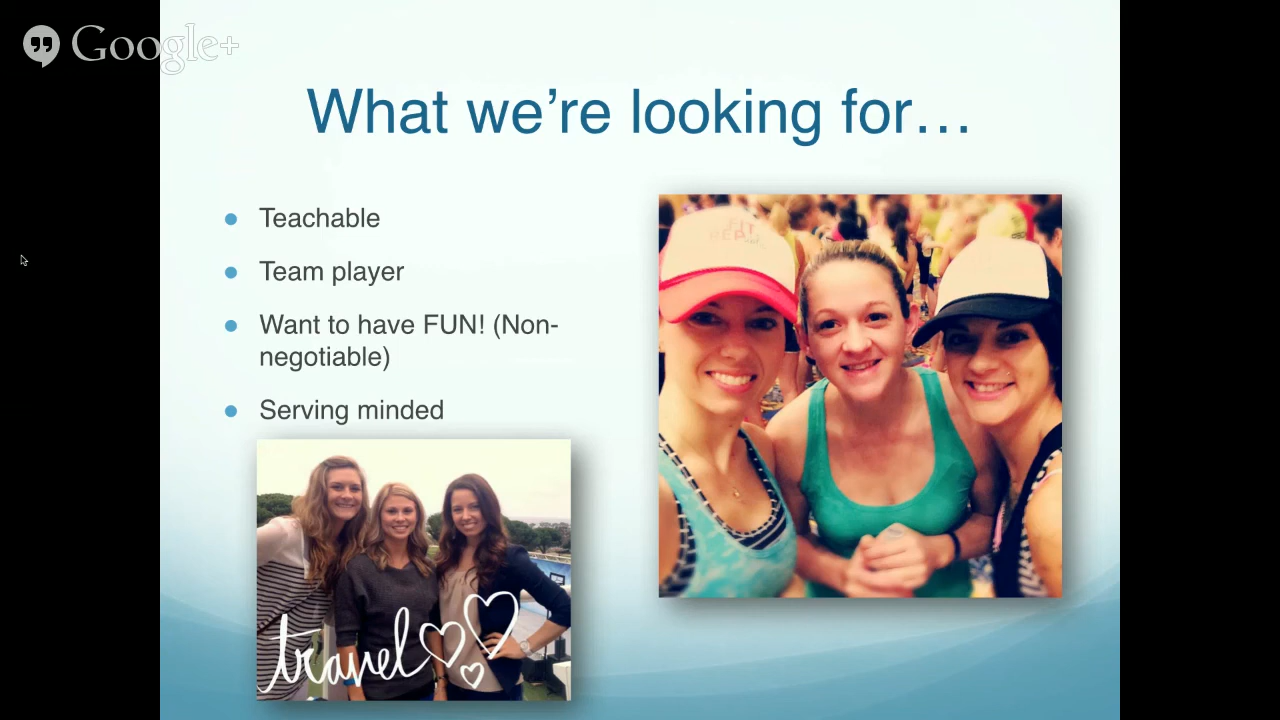 Google+
What we're looking for…
Teachable
Team player
Want to have FUN! (Non-
negotiable)
Serving minded
travel